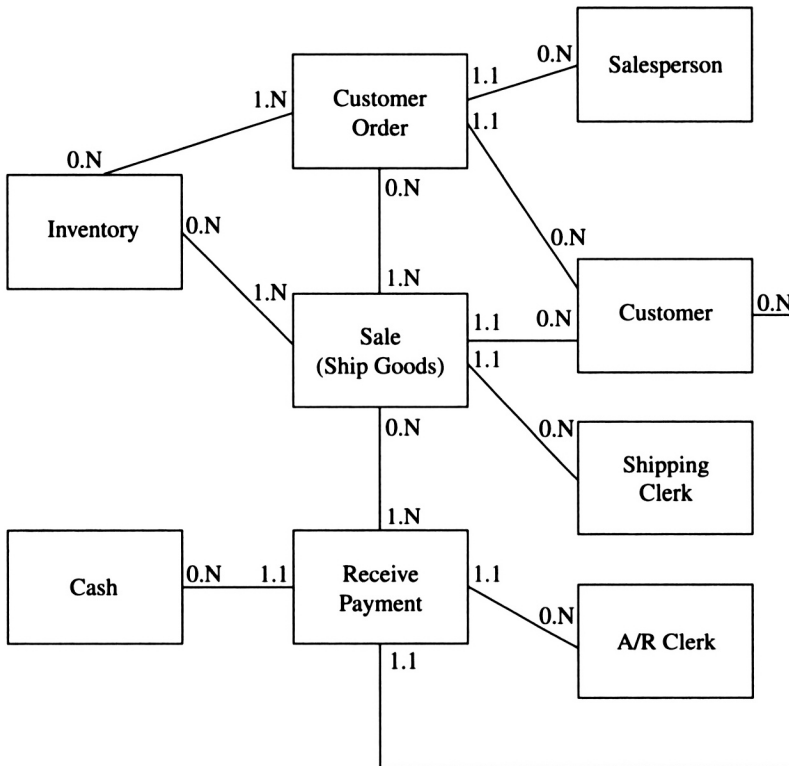 0.N
Salesperson
1.1
1.N
Customer
Order
1.1
0.N
Inventory
0.N
0.N
0.N
1.N
1.N
Customer
0.N
Sale
(Ship Goods)
1.1
0.N
1.1
0.N
0.N
Shipping
Clerk
1.N
Cash
0.N
1.1
Receive
Payment
1.1
0.N
A/R Clerk
1.1